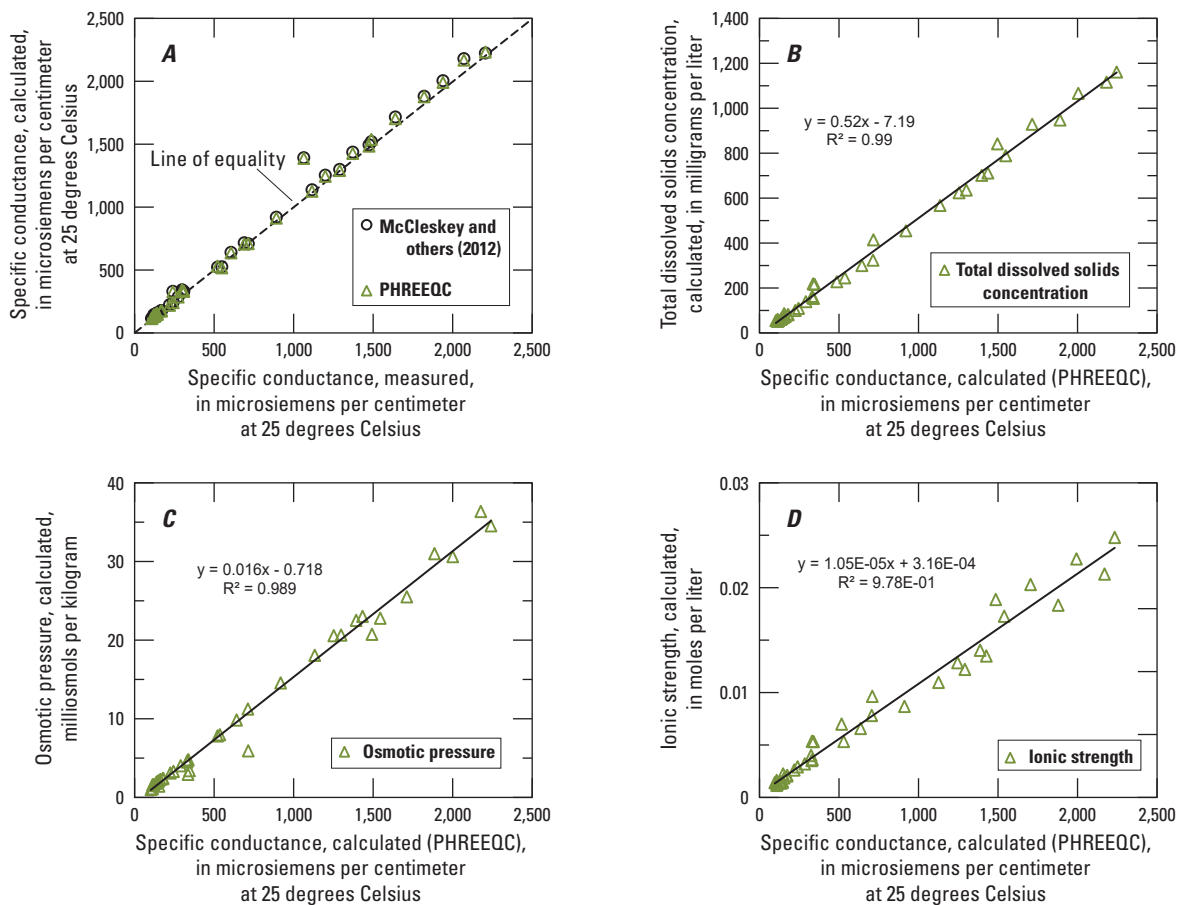 A
Specific conductance, calculated,
in microsiemens per centimeter
at 25 degrees Celsius
2,500
2,000
1,500
1,000
500
0
Line of equality
McCleskey and
others (2012)
PHREEQC
0 500 1,000 1,500 2,000 2,500
Specific conductance, measured,
in microsiemens per centimeter
at 25 degrees Celsius
B
Total dissolved solids concentration,
calculated, in milligrams per liter
1,400
1,200
1,000
800
600
400
200
0
y = 0.52x - 7.19
R² = 0.99
Total dissolved solids
concentration
0 500 1,000 1,500 2,000 2,500
Specific conductance, calculated (PHREEQC),
in microsiemens per centimeter
at 25 degrees Celsius
C
Osmotic pressure, calculated,
milliosmols per kilogram
40
30
20
10
0
y = 0.016x - 0.718
R² = 0.989
Osmotic pressure
0 500 1,000 1,500 2,000 2,500
Specific conductance, calculated (PHREEQC),
in microsiemens per centimeter
at 25 degrees Celsius
D
Ionic strength, calculated,
in moles per liter
0.03
0.02
0.01
0
y = 1.05E-05x + 3.16E-04
R² = 9.78E-01
Ionic strength
0 500 1,000 1,500 2,000 2,500
Specific conductance, calculated (PHREEQC),
in microsiemens per centimeter
at 25 degrees Celsius